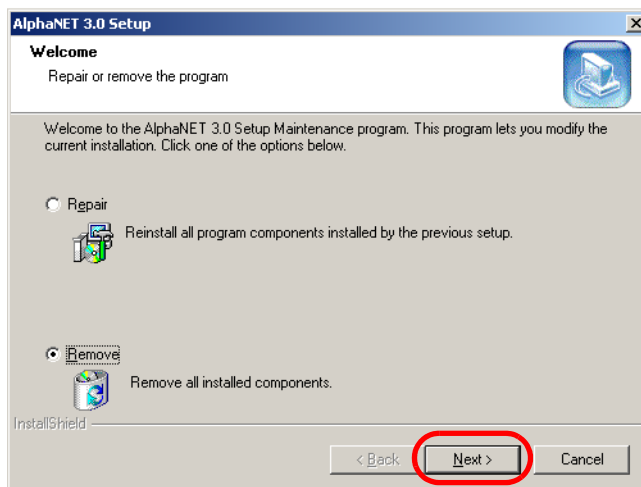 AlphaNET 3.0 Setup
Welcome
Repair or remove the program
Welcome to the AlphaNET 3.0 Setup Maintenance program. This program lets you modify the
current installation. Click one of the options below.
Repair
Reinstall all program components installed by the previous setup.
Remove
Remove all installed components.
InstallShield
< Back
Next >
Cancel